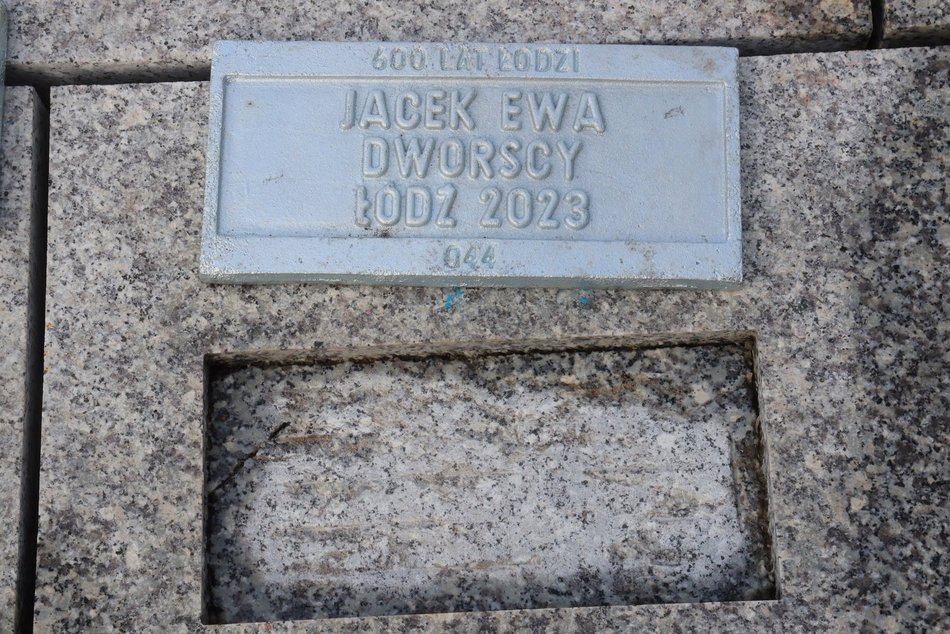 600 LAT ŁODZI
JACEK EWA
DWORSCY
ŁÓDŹ 2023
044